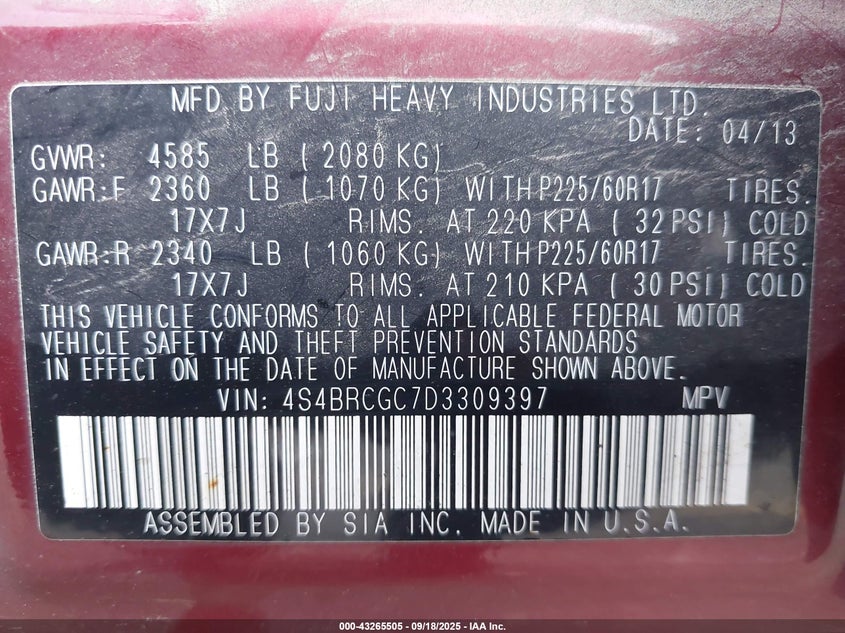 MFD BY FUJI HEAVY INDUSTRIES LTD.
DATE: 04/13
GVWR: 4585 LB (2080 KG)
GAWR:F 2360 LB (1070 KG) WITH P225/60R17 TIRES.
17X7J RIMS. AT 220 KPA (32 PSI) COLD
GAWR:R 2340 LB (1060 KG) WITH P225/60R17 TIRES.
17X7J RIMS. AT 210 KPA (30 PSI) COLD
THIS VEHICLE CONFORMS TO ALL APPLICABLE FEDERAL MOTOR
VEHICLE SAFETY AND THEFT PREVENTION STANDARDS
IN EFFECT ON THE DATE OF MANUFACTURE SHOWN ABOVE.
VIN: 4S4BRCGC7D3309397 MPV
ASSEMBLED BY SIA INC. MADE IN U.S.A.
000-43265505 - 09/18/2025 - IAA Inc.